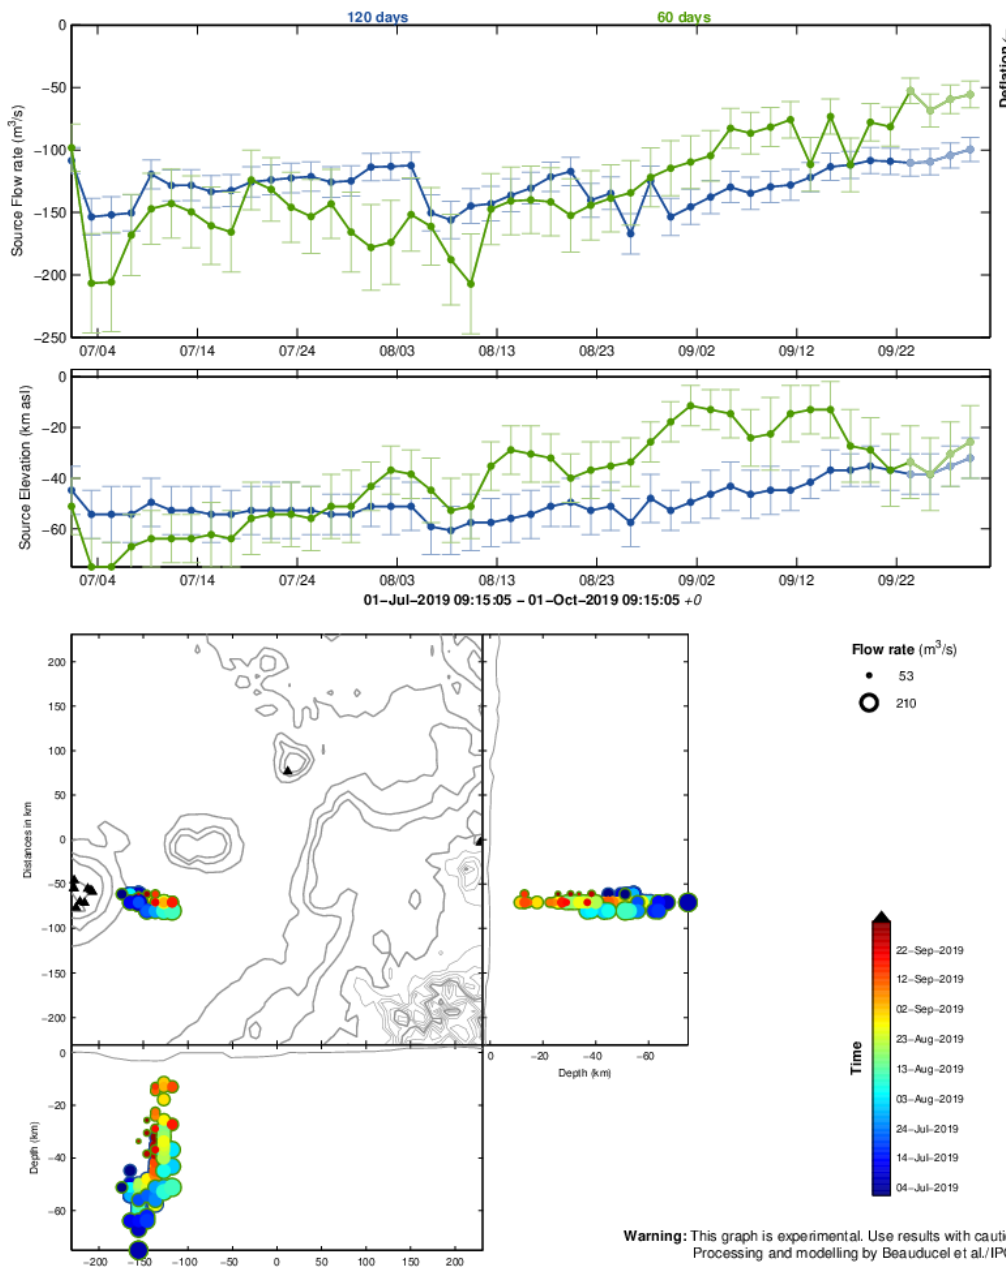 120 days 60 days
Deflation
Source Flow rate (m³/s)
0
−50
−100
−150
−200
−250
07/04 07/14 07/24 08/03 08/13 08/23 09/02 09/12 09/22
Source Elevation (km asl)
0
−20
−40
−60
07/04 07/14 07/24 08/03 08/13 08/23 09/02 09/12 09/22
01−Jul−2019 09:15:05 − 01−Oct−2019 09:15:05 +0
Distances in km
200
150
100
50
0
−50
−100
−150
−200
0 −20 −40 −60
Depth (km)
Depth (km)
0
−20
−40
−60
−200 −150 −100 −50 0 50 100 150 200
Flow rate (m³/s)
53
210
Time
22−Sep−2019
12−Sep−2019
02−Sep−2019
23−Aug−2019
13−Aug−2019
03−Aug−2019
24−Jul−2019
14−Jul−2019
04−Jul−2019
Warning: This graph is experimental. Use results with
Processing and modelling by Beauducel et al./